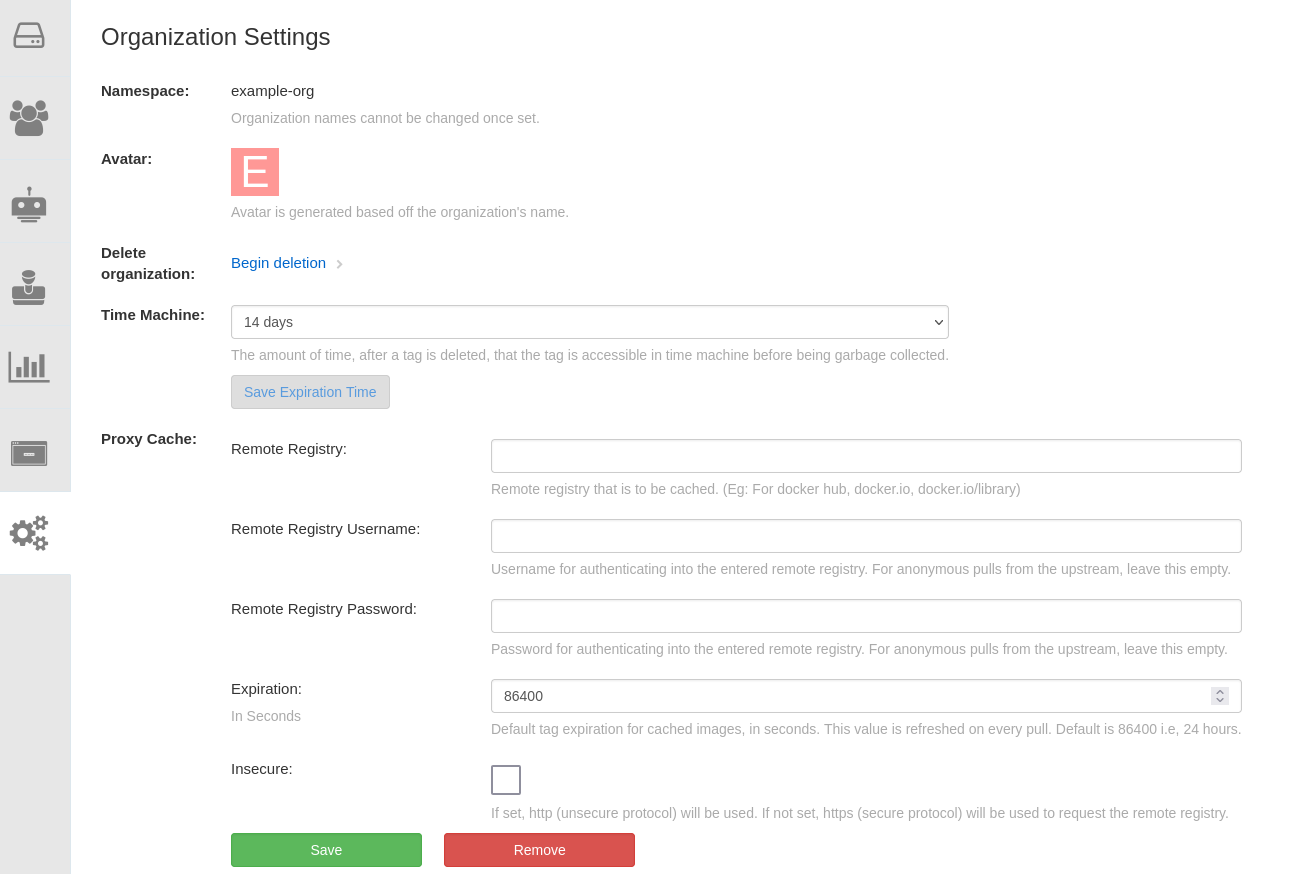 Organization Settings
Namespace: example-org
Organization names cannot be changed once set.
Avatar:
E
Avatar is generated based off the organization's name.
Delete
organization:
Begin deletion
Time Machine: 14 days
The amount of time, after a tag is deleted, that the tag is accessible in time machine before being garbage collected.
Save Expiration Time
Proxy Cache:
Remote Registry:
Remote registry that is to be cached. (Eg: For docker hub, docker.io, docker.io/library)
Remote Registry Username:
Username for authenticating into the entered remote registry. For anonymous pulls from the upstream, leave this empty.
Remote Registry Password:
Password for authenticating into the entered remote registry. For anonymous pulls from the upstream, leave this empty.
Expiration: 86400
In Seconds
Default tag expiration for cached images, in seconds. This value is refreshed on every pull. Default is 86400 i.e, 24 hours.
Insecure:
If set, http (unsecure protocol) will be used. If not set, https (secure protocol) will be used to request the remote registry.
Save Remove